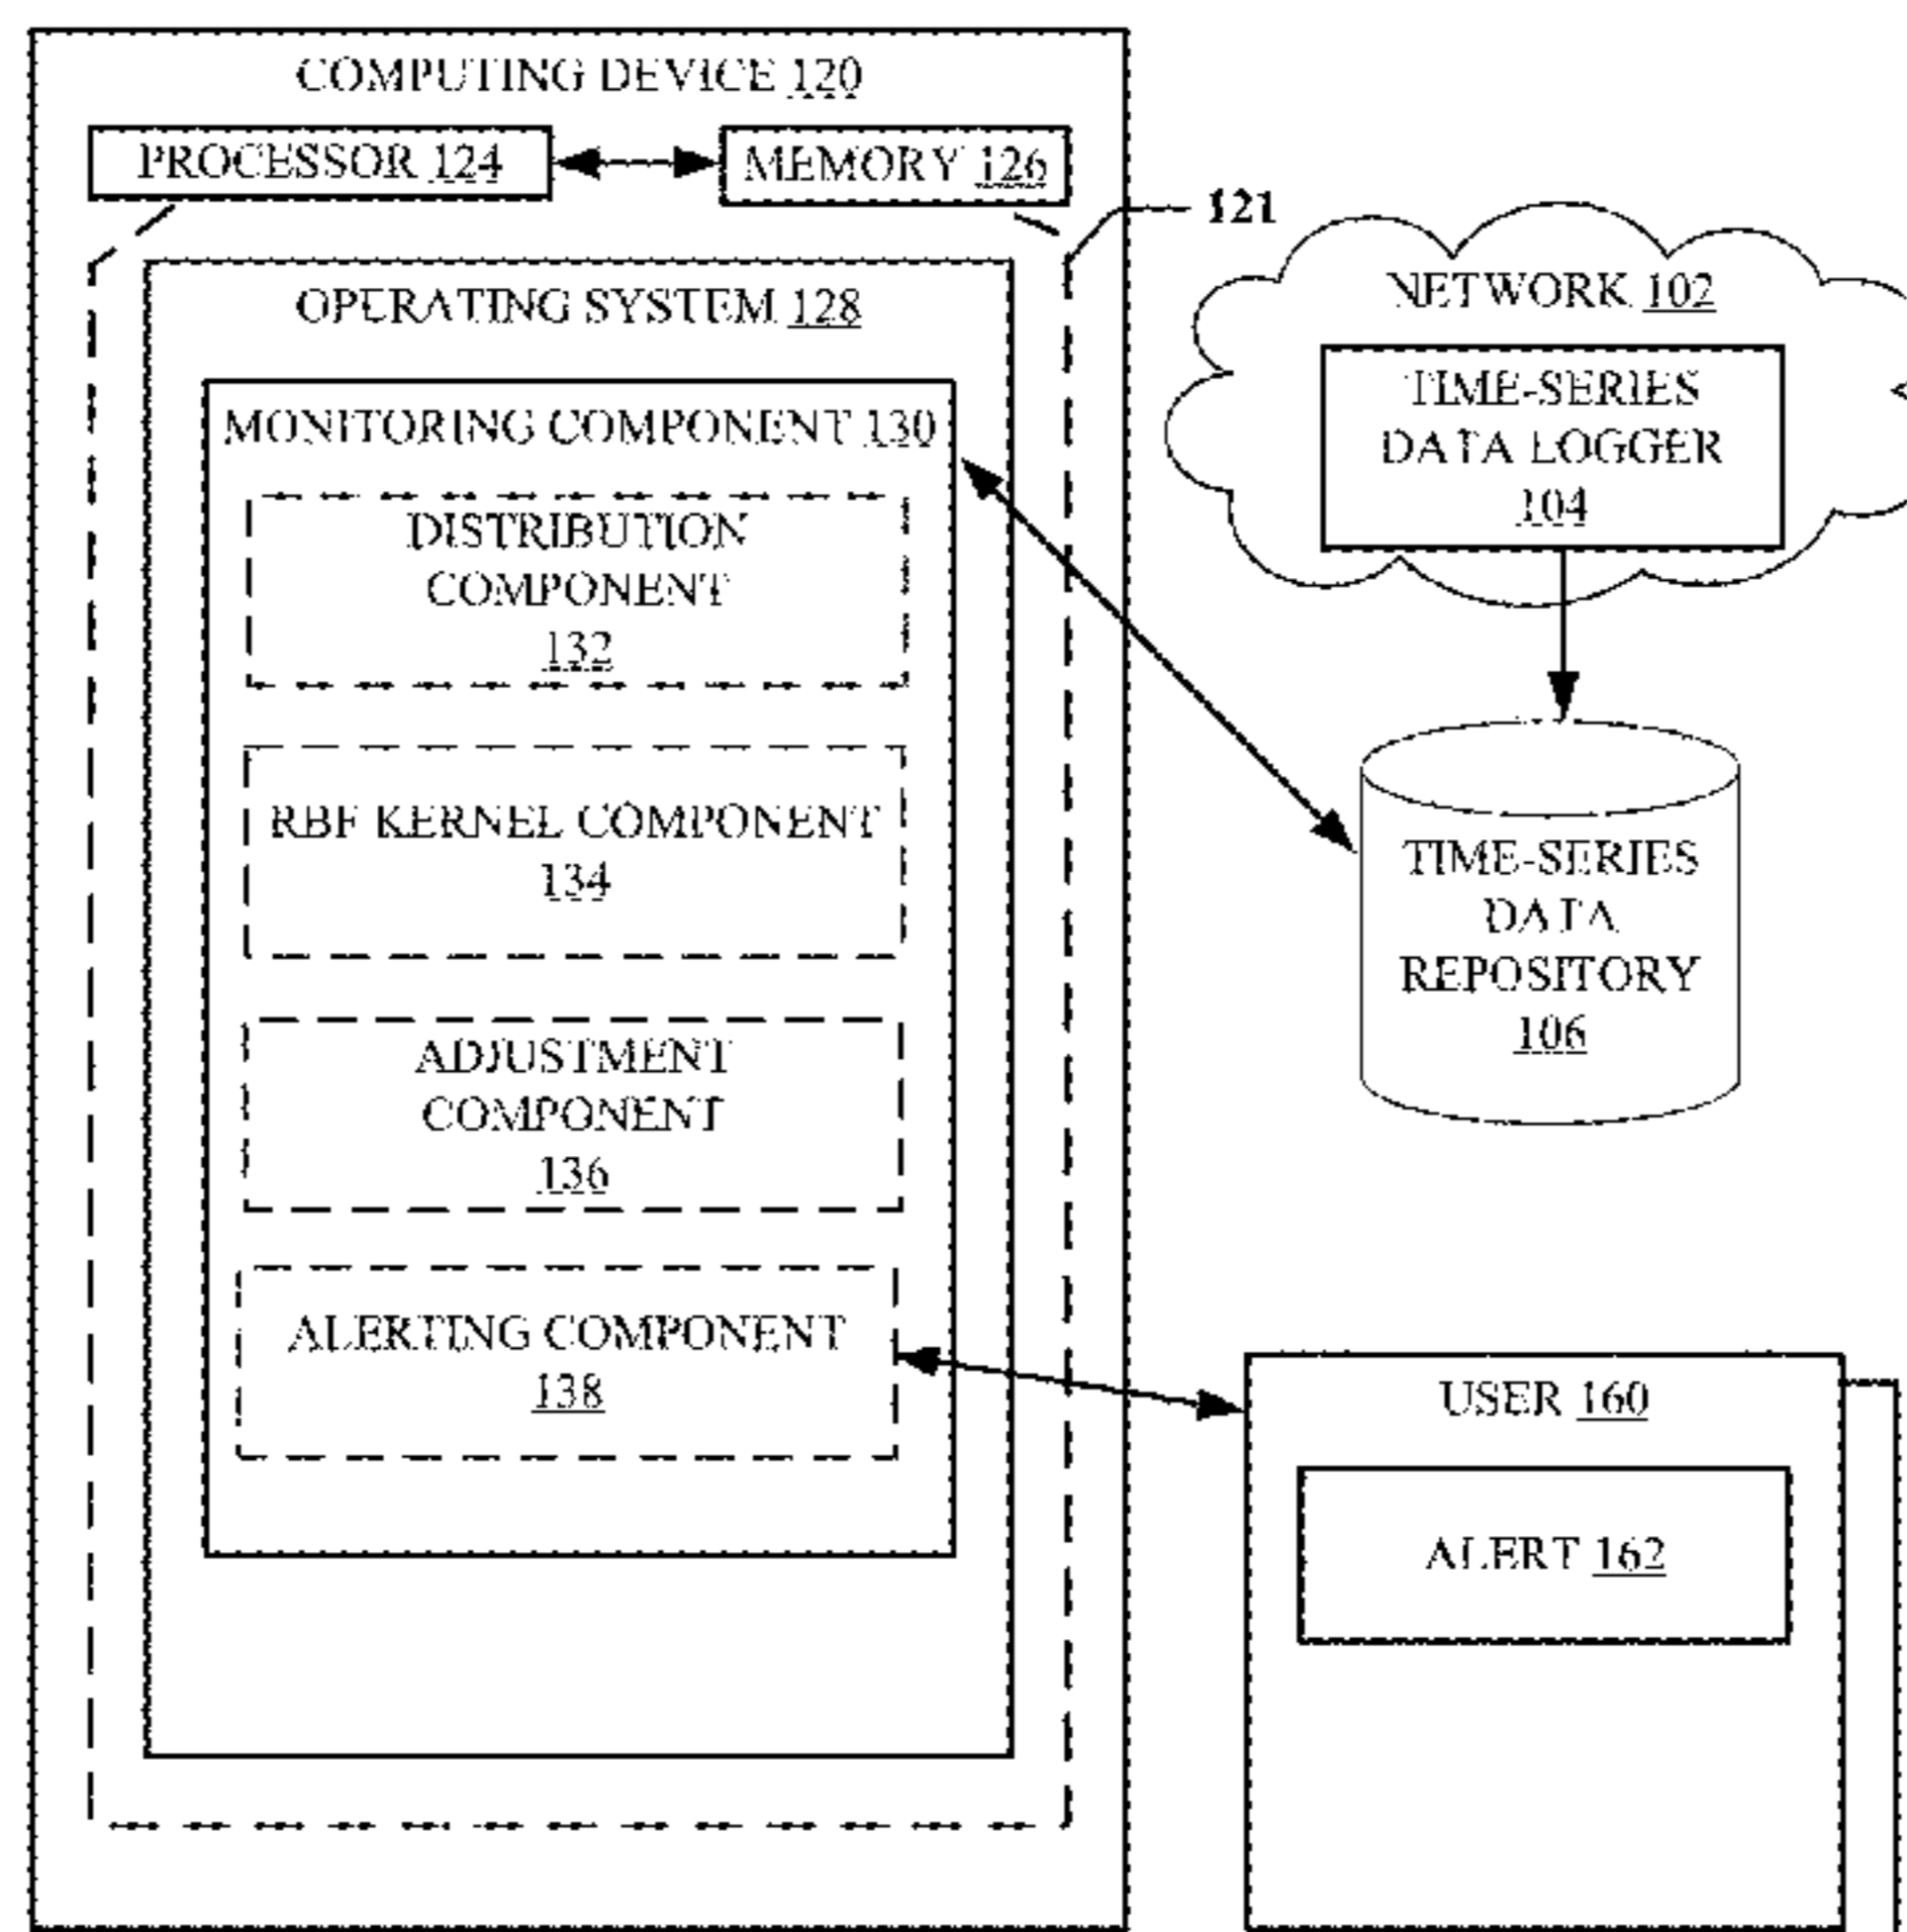 COMPUTING DEVICE 120
PROCESSOR 124
MEMORY 126
121
OPERATING SYSTEM 128
MONITORING COMPONENT 130
DISTRIBUTION
COMPONENT
132
RBF KERNEL COMPONENT
134
ADJUSTMENT
COMPONENT
136
ALERTING COMPONENT
138
NETWORK 102
TIME-SERIES
DATA LOGGER
104
TIME-SERIES
DATA
REPOSITORY
106
USER 160
ALERT 162